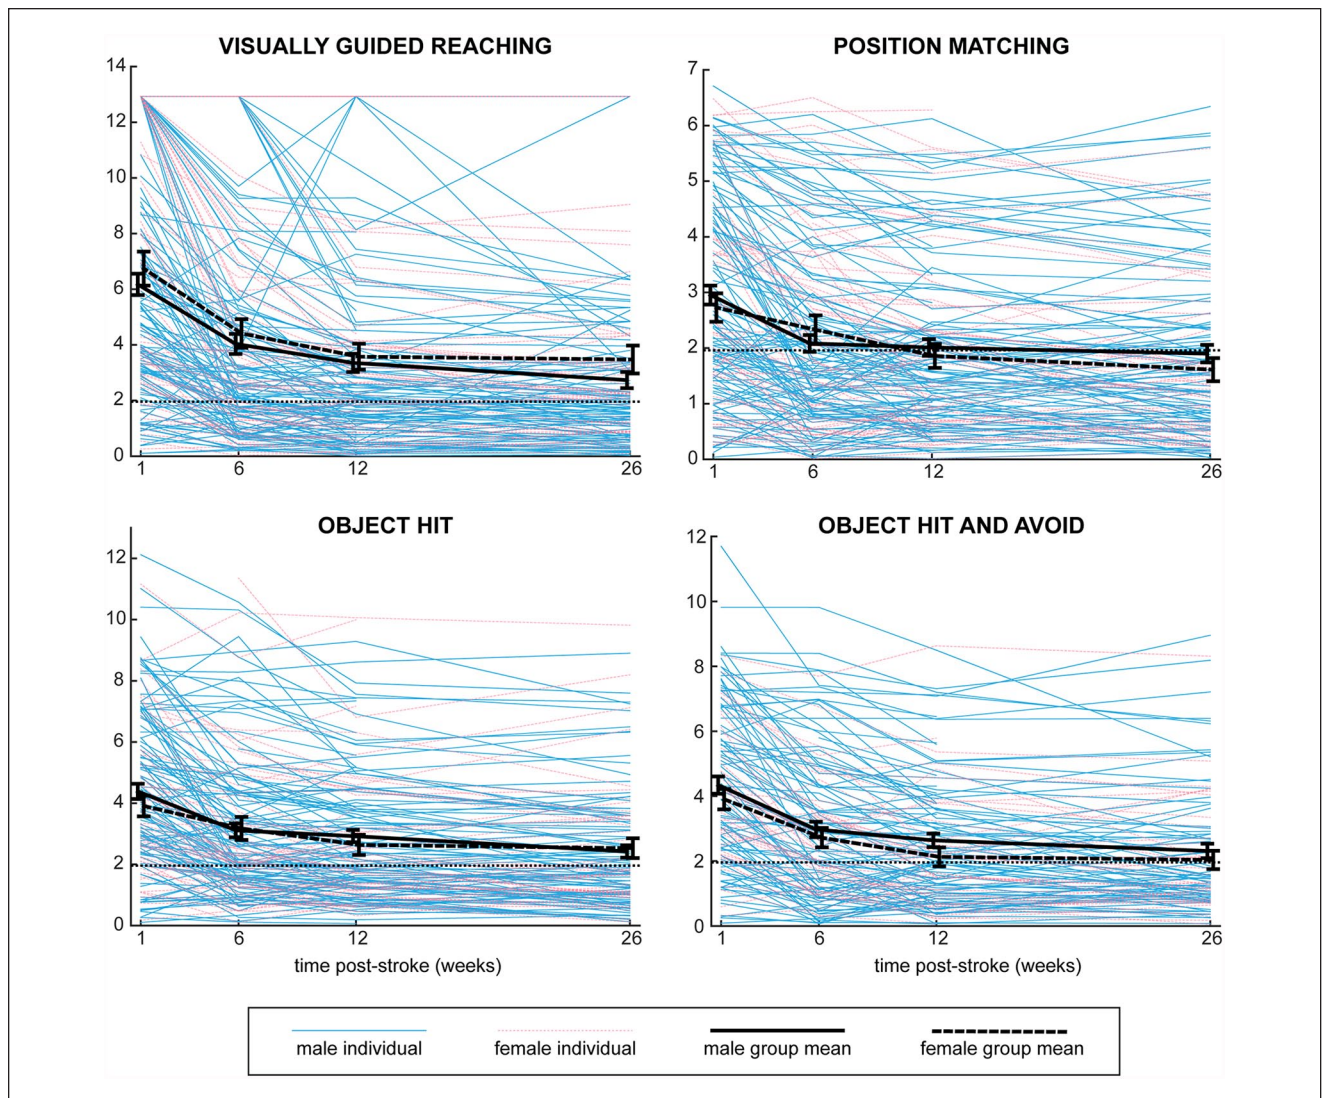 VISUALLY GUIDED REACHING
14
12
10
8
6
4
2
0
1 6 12 26
POSITION MATCHING
7
6
5
4
3
2
1
0
1 6 12 26
OBJECT HIT
12
10
8
6
4
2
0
1 6 12 26
time post-stroke (weeks)
OBJECT HIT AND AVOID
12
10
8
6
4
2
0
1 6 12 26
time post-stroke (weeks)
male individual female individual male group mean female group mean